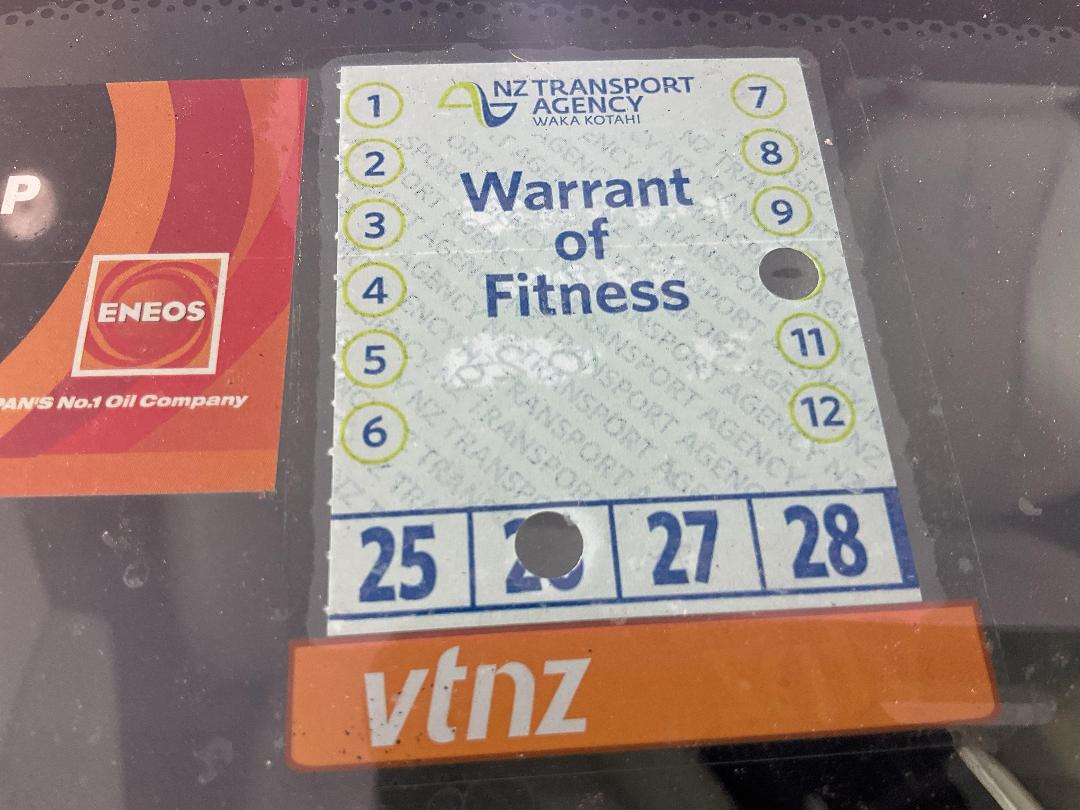 P
ENEOS
PAN'S No.1 Oil Company
NZ TRANSPORT
AGENCY
WAKA KOTAHI
Warrant
of
Fitness
1
2
3
4
5
6
7
8
9
11
12
25
27
28
vtnz